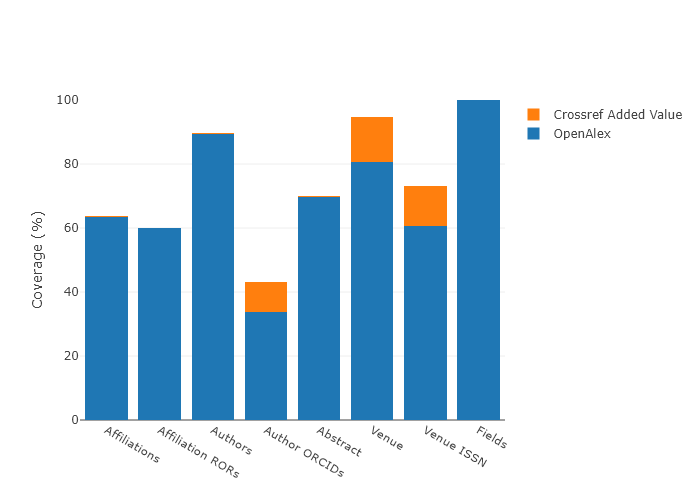 Crossref Added Value
OpenAlex
Coverage (%)
100
80
60
40
20
0
Affiliations
Affiliation RORs
Authors
Author ORCIDs
Abstract
Venue
Venue ISSN
Fields